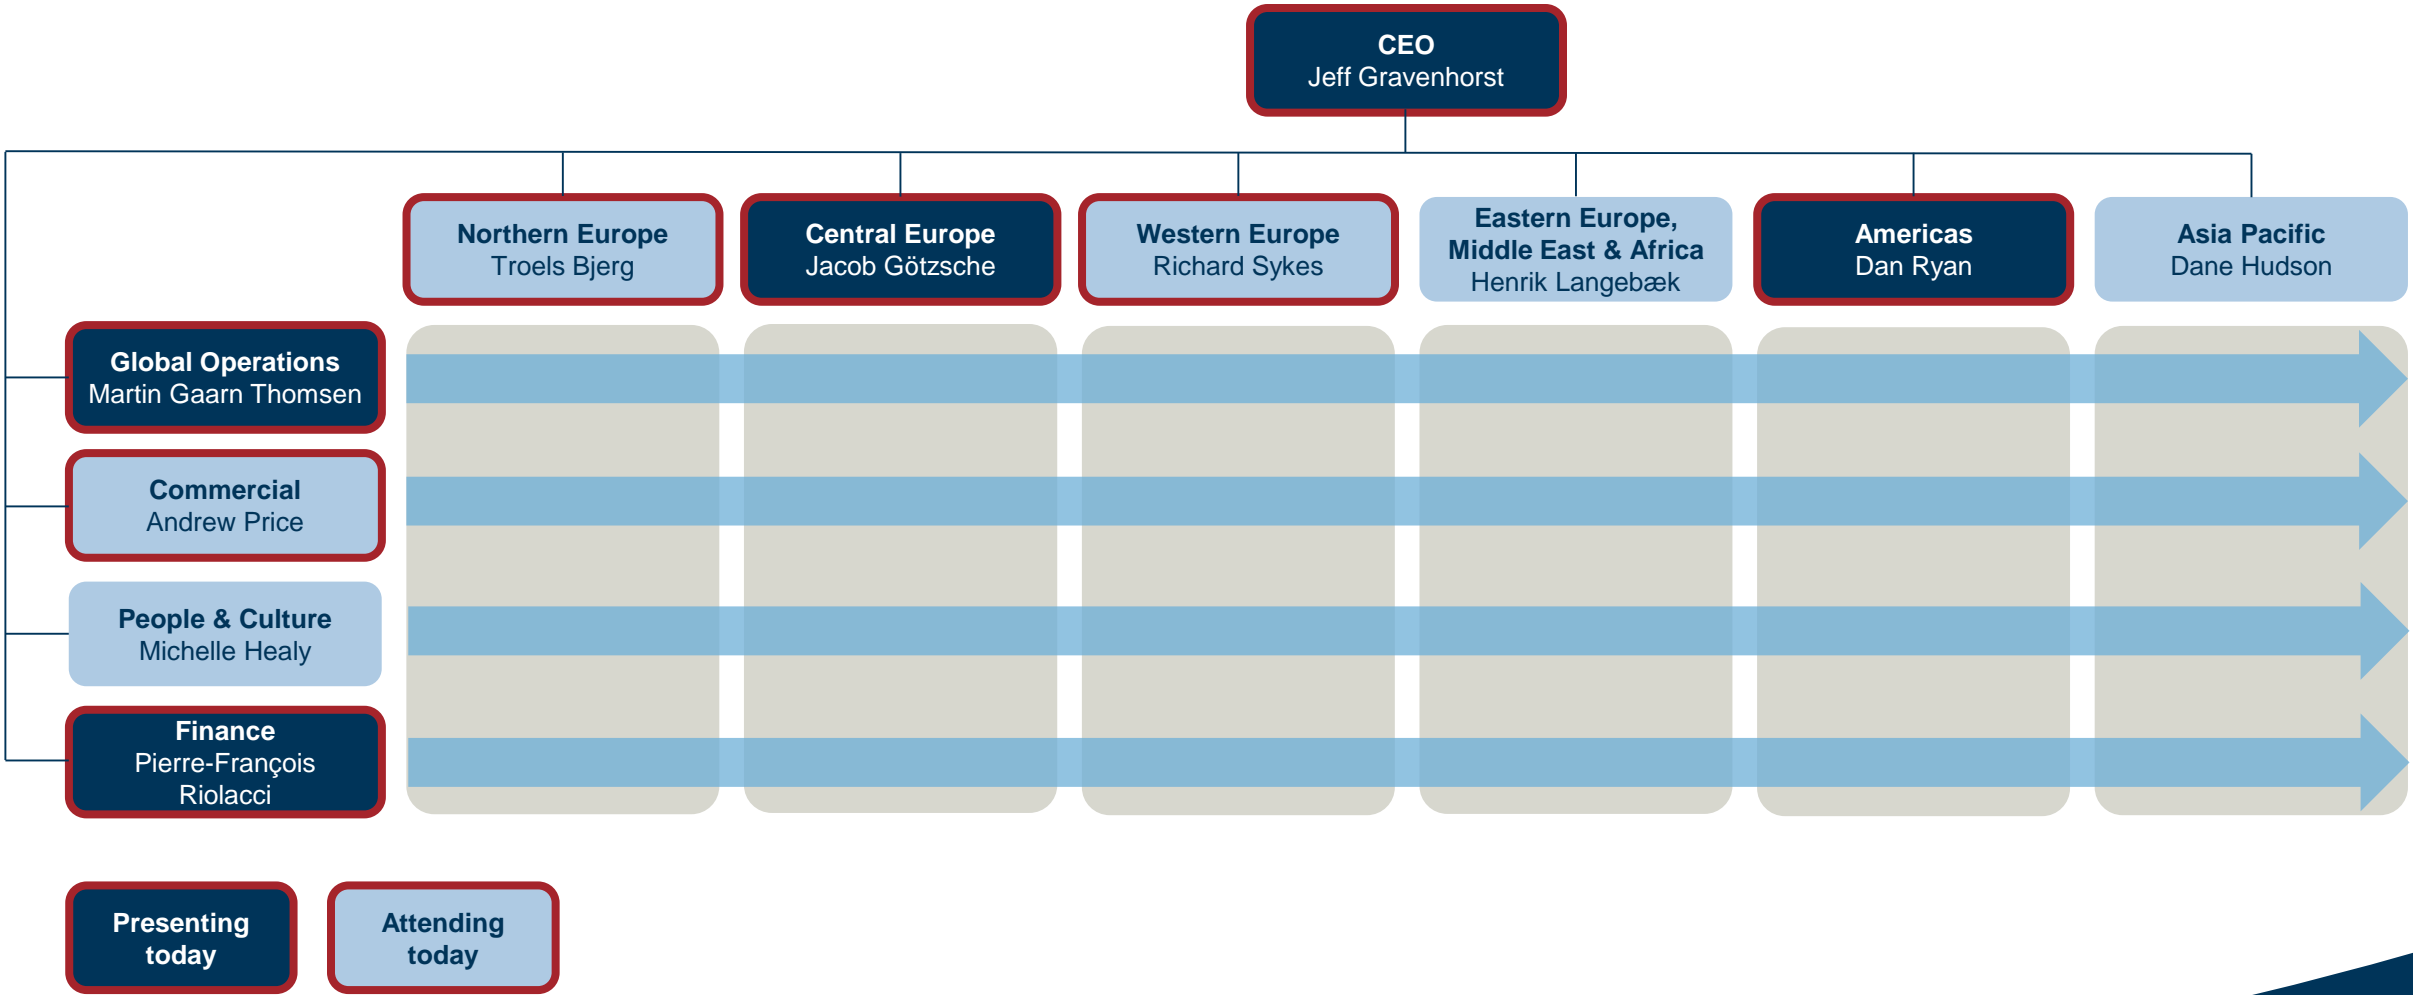 CEO
Jeff Gravenhorst
Northern Europe
Troels Bjerg
Central Europe
Jacob Götzsche
Western Europe
Richard Sykes
Eastern Europe,
Middle East & Africa
Henrik Langebæk
Americas
Dan Ryan
Asia Pacific
Dane Hudson
Global Operations
Martin Gaarn Thomsen
Commercial
Andrew Price
People & Culture
Michelle Healy
Finance
Pierre-François
Riolacci
Presenting
today
Attending
today